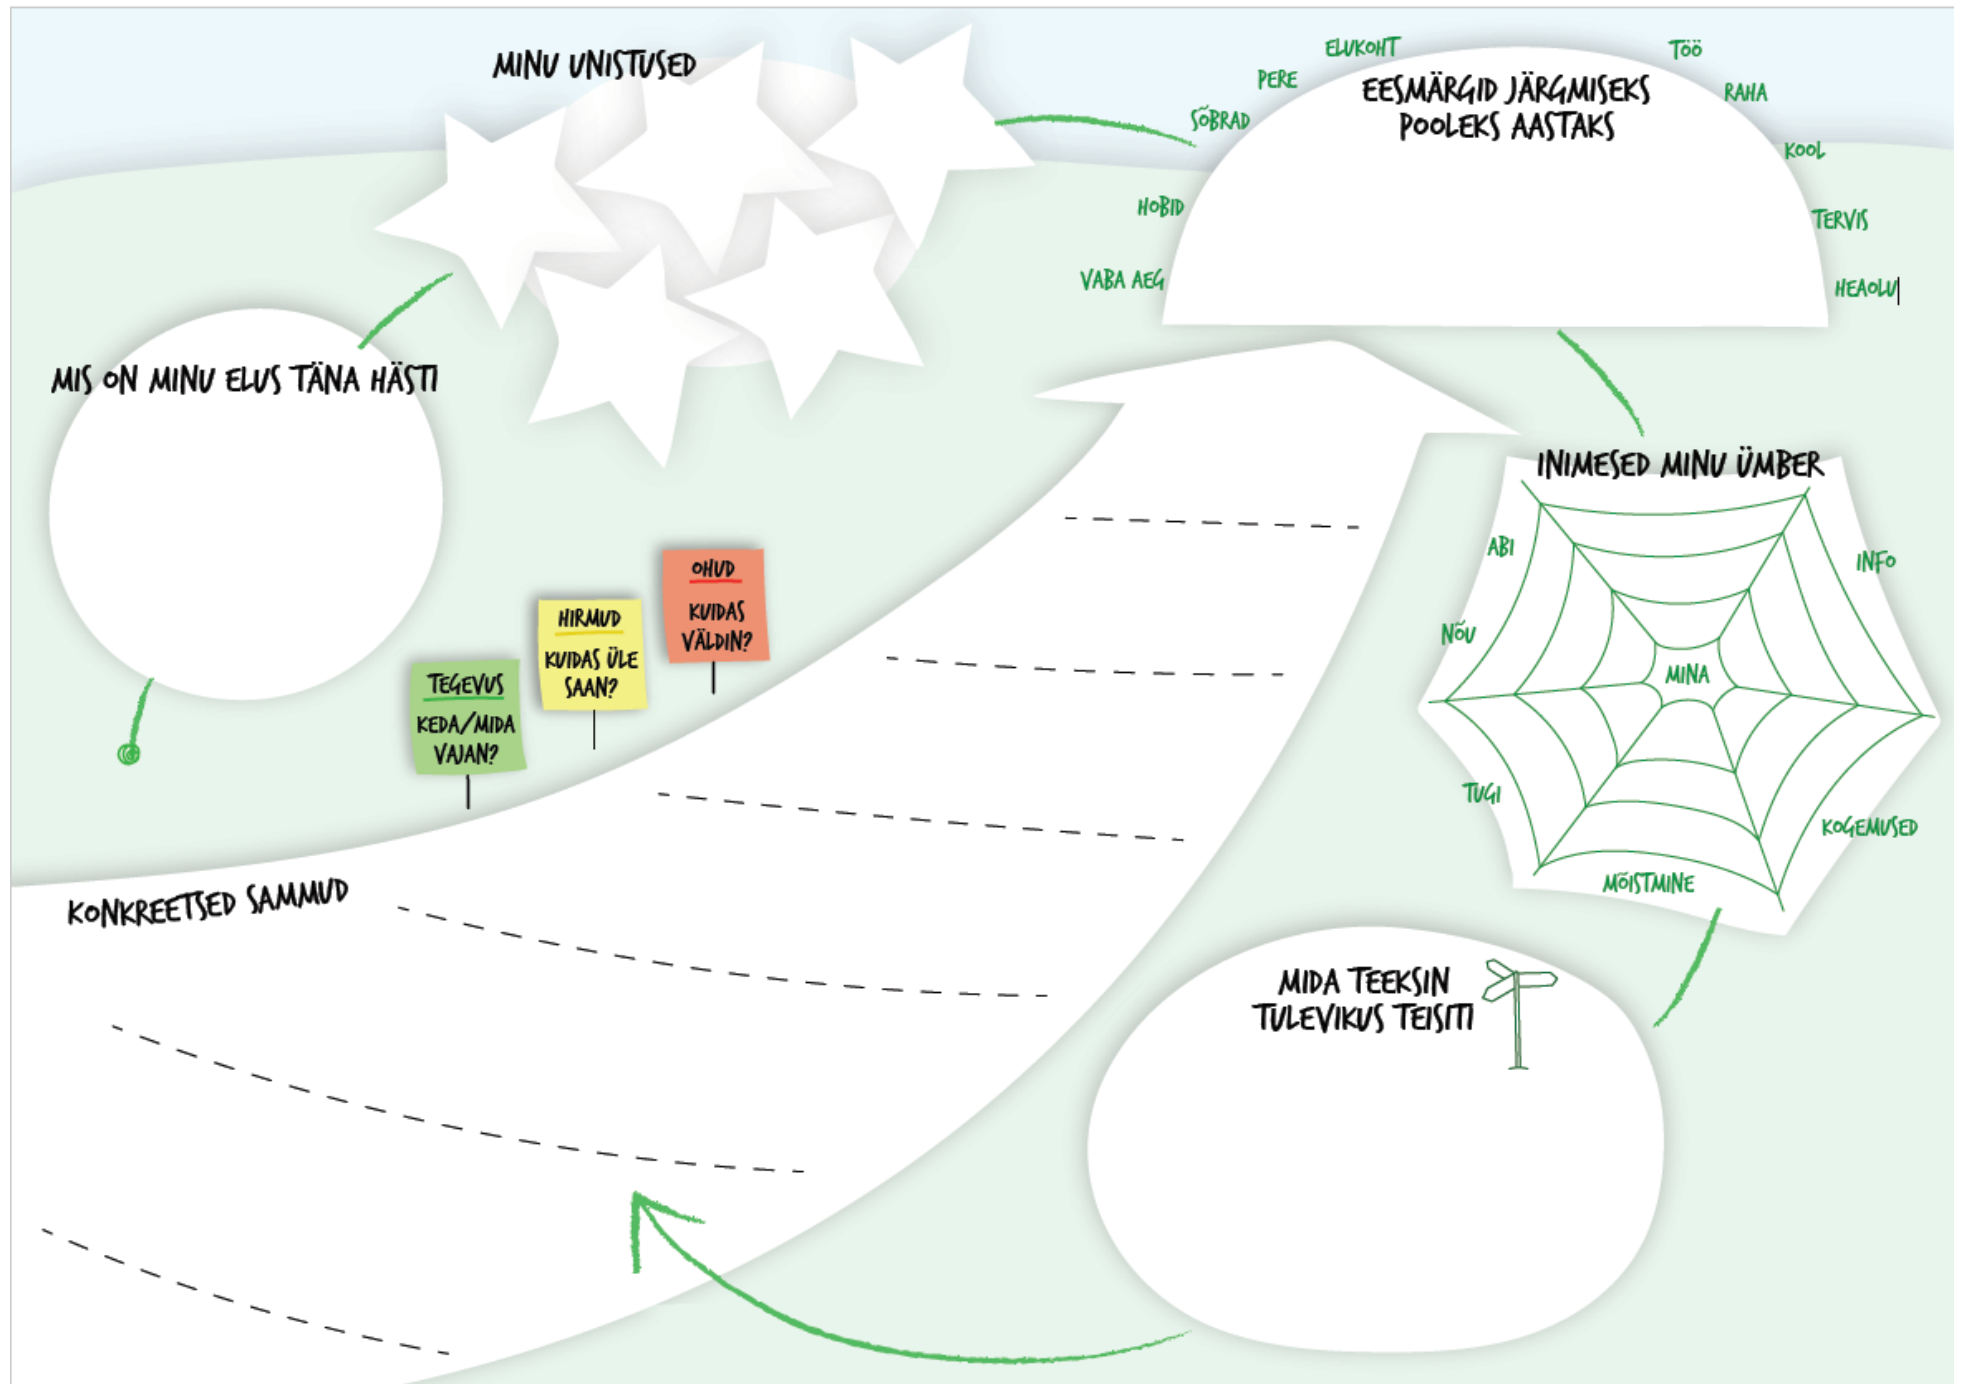 MINU UNISTUSED
ELUKOHT
TÖÖ
PERE
RAHA
SÕBRAD
KOOL
HOBID
TERVIS
VABA AEG
HEAOLU
EESMÄRGID JÄRGMISEKS
POOLEKS AASTAKS
MIS ON MINU ELUS TÄNA HÄSTI
INIMESED MINU ÜMBER
ABI
INFO
NÕU
MINA
TUGI
KOGEMUSED
MÕISTMINE
OHUD
KUIDAS
VÄLDIN?
HIRMUD
KUIDAS ÜLE
SAAN?
TEGEVUS
KEDA/MIDA
VAJAN?
KONKREETSED SAMMUD
MIDA TEEKSIN
TULEVIKUS TEISITI